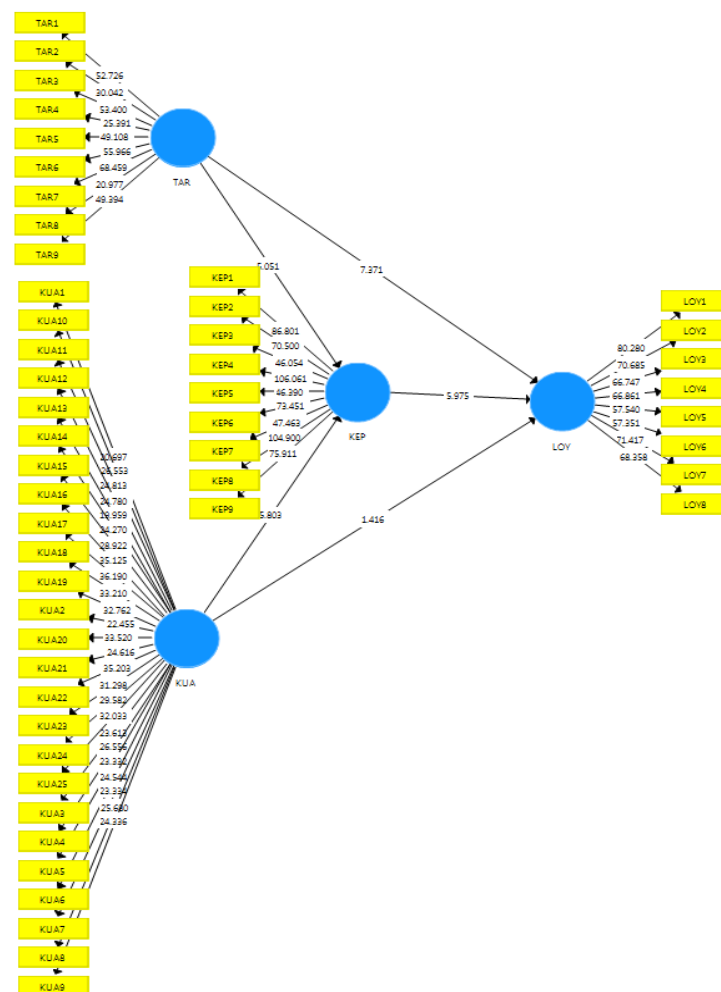 TAR1
TAR2
TAR3
TAR4
TAR5
TAR6
TAR7
TAR8
TAR9
52.726
30.042
53.400
25.391
49.108
55.966
68.459
20.977
49.394
TAR
7.371
KEP1
KEP2
KEP3
KEP4
KEP5
KEP6
KEP7
KEP8
KEP9
86.801
70.500
46.054
106.061
46.390
73.451
47.463
104.900
75.911
KEP
5.975
LOY
80.280
70.685
66.747
66.861
57.540
57.351
71.417
68.358
LOY1
LOY2
LOY3
LOY4
LOY5
LOY6
LOY7
LOY8
1.416
KUA1
KUA10
KUA11
KUA12
KUA13
KUA14
KUA15
KUA16
KUA17
KUA18
KUA19
KUA2
KUA20
KUA21
KUA22
KUA23
KUA24
KUA25
KUA3
KUA4
KUA5
KUA6
KUA7
KUA8
KUA9
24.813
24.780
24.270
28.922
35.125
36.190
33.210
32.762
22.455
33.520
24.616
35.203
31.298
29.582
32.033
23.613
26.556
23.332
24.544
23.334
24.336
KUA